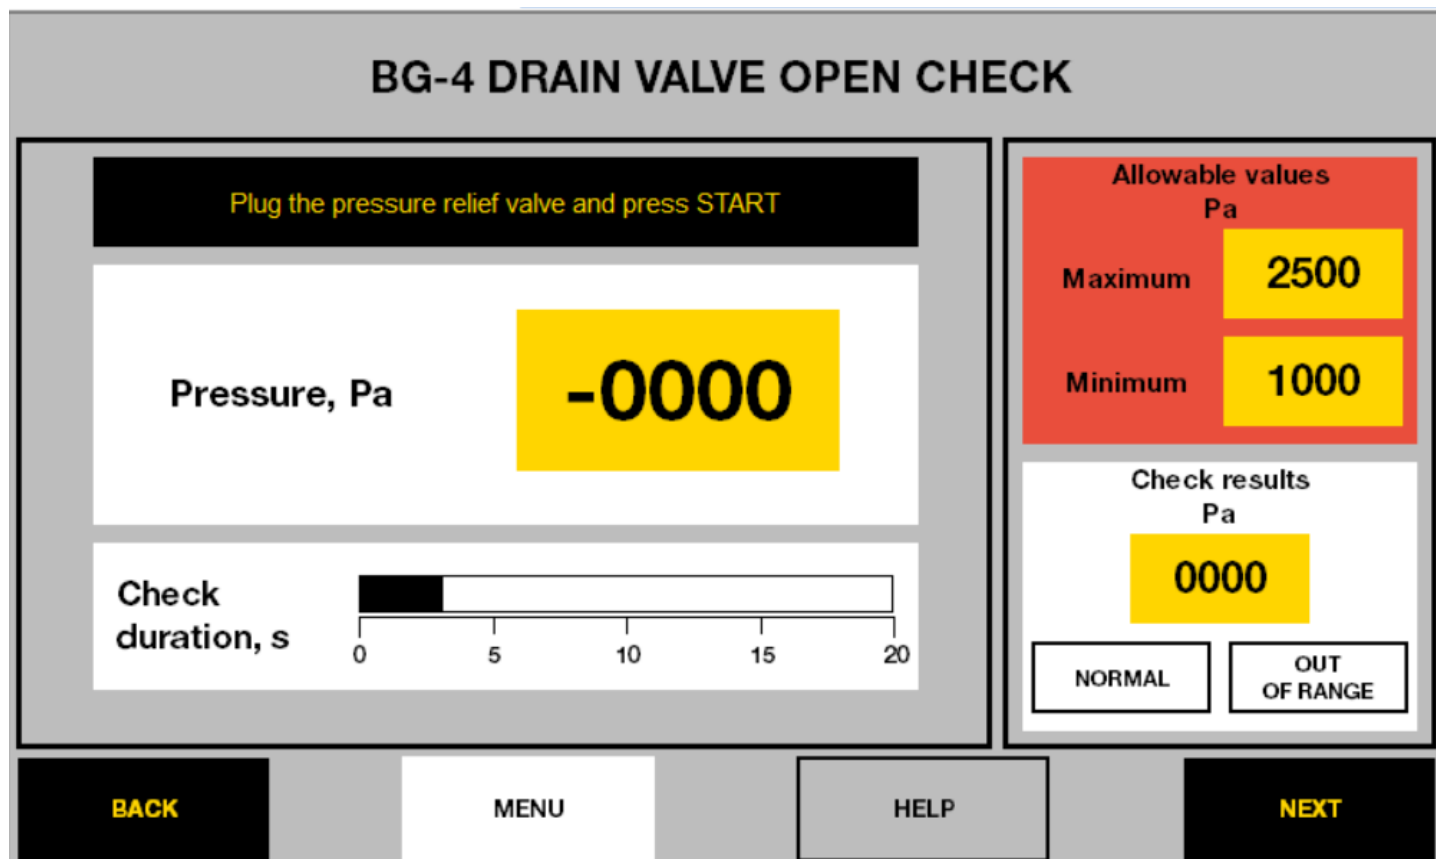 BG-4 DRAIN VALVE OPEN CHECK
Plug the pressure relief valve and press START
Pressure, Pa
-0000
Check
duration, s
0 5 10 15 20
Allowable values
Pa
Maximum 2500
Minimum 1000
Check results
Pa
0000
NORMAL
OUT
OF RANGE
BACK
MENU
HELP
NEXT